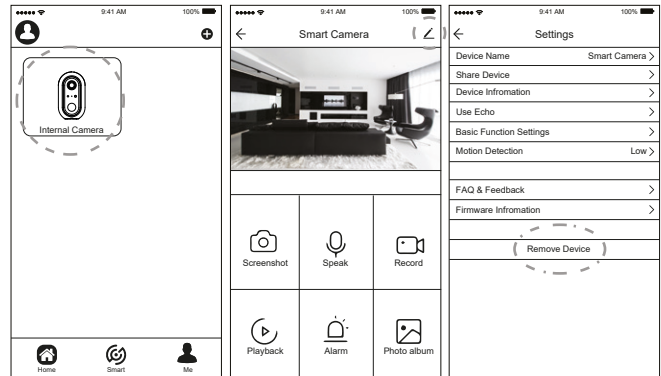 9:41 AM 100%
Internal Camera
Home Smart Me
9:41 AM 100%
Smart Camera
Screenshot Speak Record
Playback Alarm Photo album
9:41 AM 100%
Settings
Device Name Smart Camera >
Share Device >
Device Infromation >
Use Echo >
Basic Function Settings >
Motion Detection Low >
FAQ & Feedback >
Firmware Infromation >
Remove Device